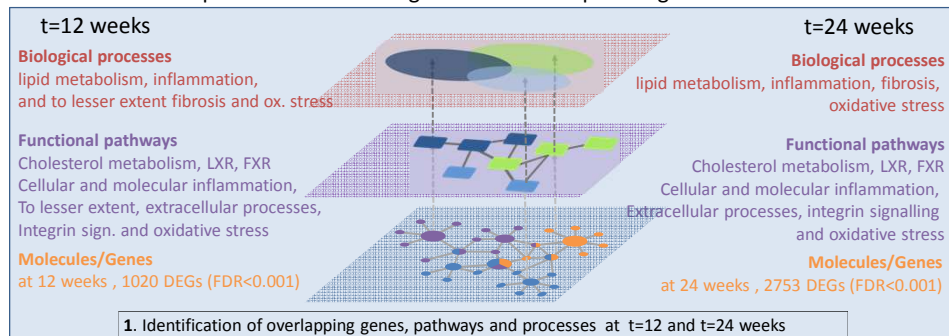 t=12 weeks
Biological processes
lipid metabolism, inflammation,
and to lesser extent fibrosis and ox. stress
Functional pathways
Cholesterol metabolism, LXR, FXR
Cellular and molecular inflammation,
To lesser extent, extracellular processes,
Integrin sign. and oxidative stress
Molecules/Genes
at 12 weeks , 1020 DEGs (FDR<0.001)
t=24 weeks
Biological processes
lipid metabolism, inflammation, fibrosis,
oxidative stress
Functional pathways
Cholesterol metabolism, LXR, FXR
Cellular and molecular inflammation,
Extracellular processes, integrin signalling
and oxidative stress
Molecules/Genes
at 24 weeks , 2753 DEGs (FDR<0.001)
1. Identification of overlapping genes, pathways and processes at t=12 and t=24 weeks